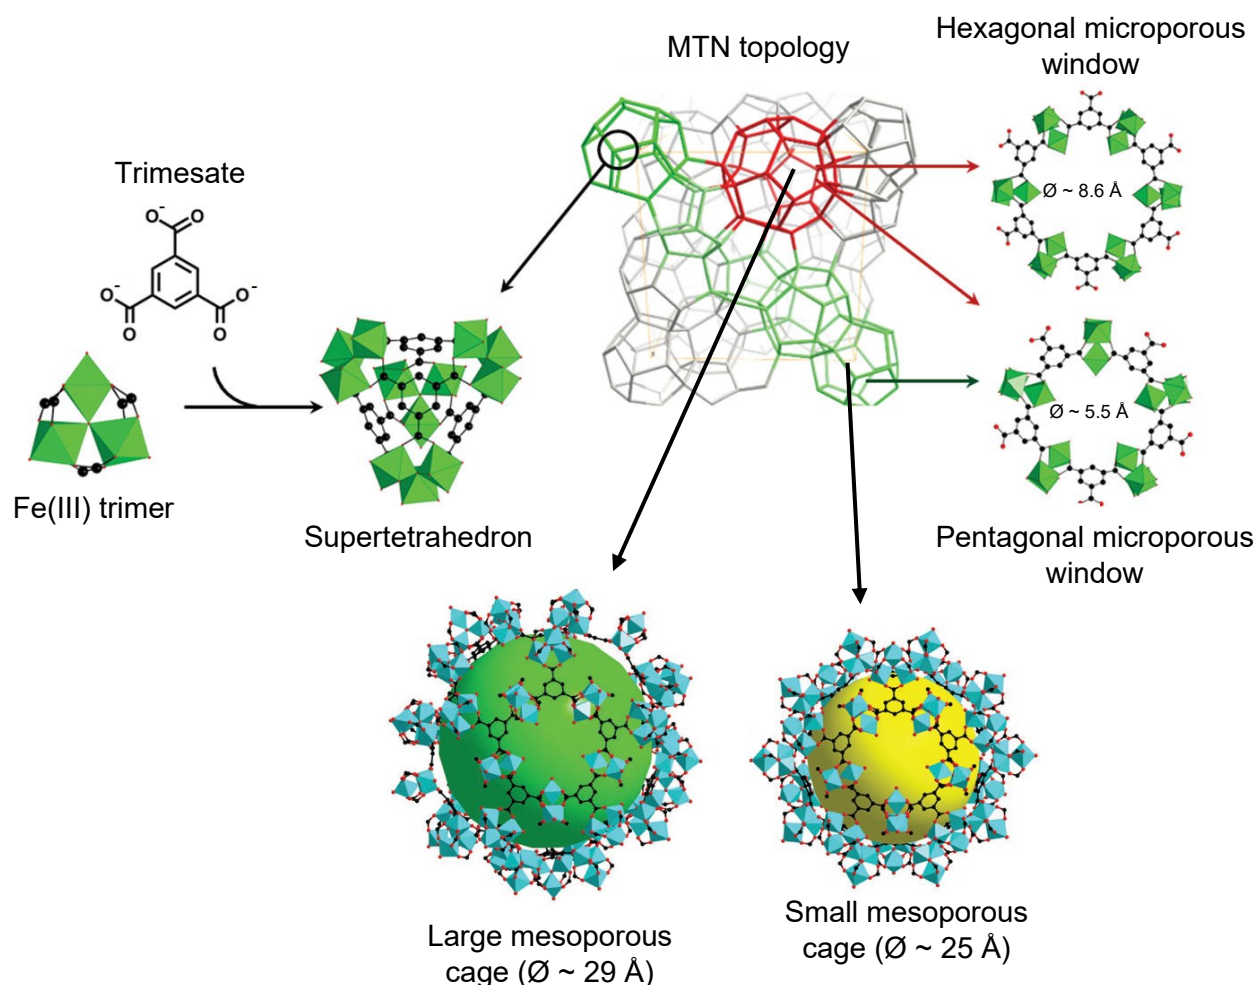 MTN topology
Hexagonal microporous
window
Ø ~ 8.6 Å
Trimesate
O-
O
O-
O
O-
O
Fe(III) trimer
Supertetrahedron
Ø ~ 5.5 Å
Pentagonal microporous
window
Large mesoporous
cage (Ø ~ 29 Å)
Small mesoporous
cage (Ø ~ 25 Å)